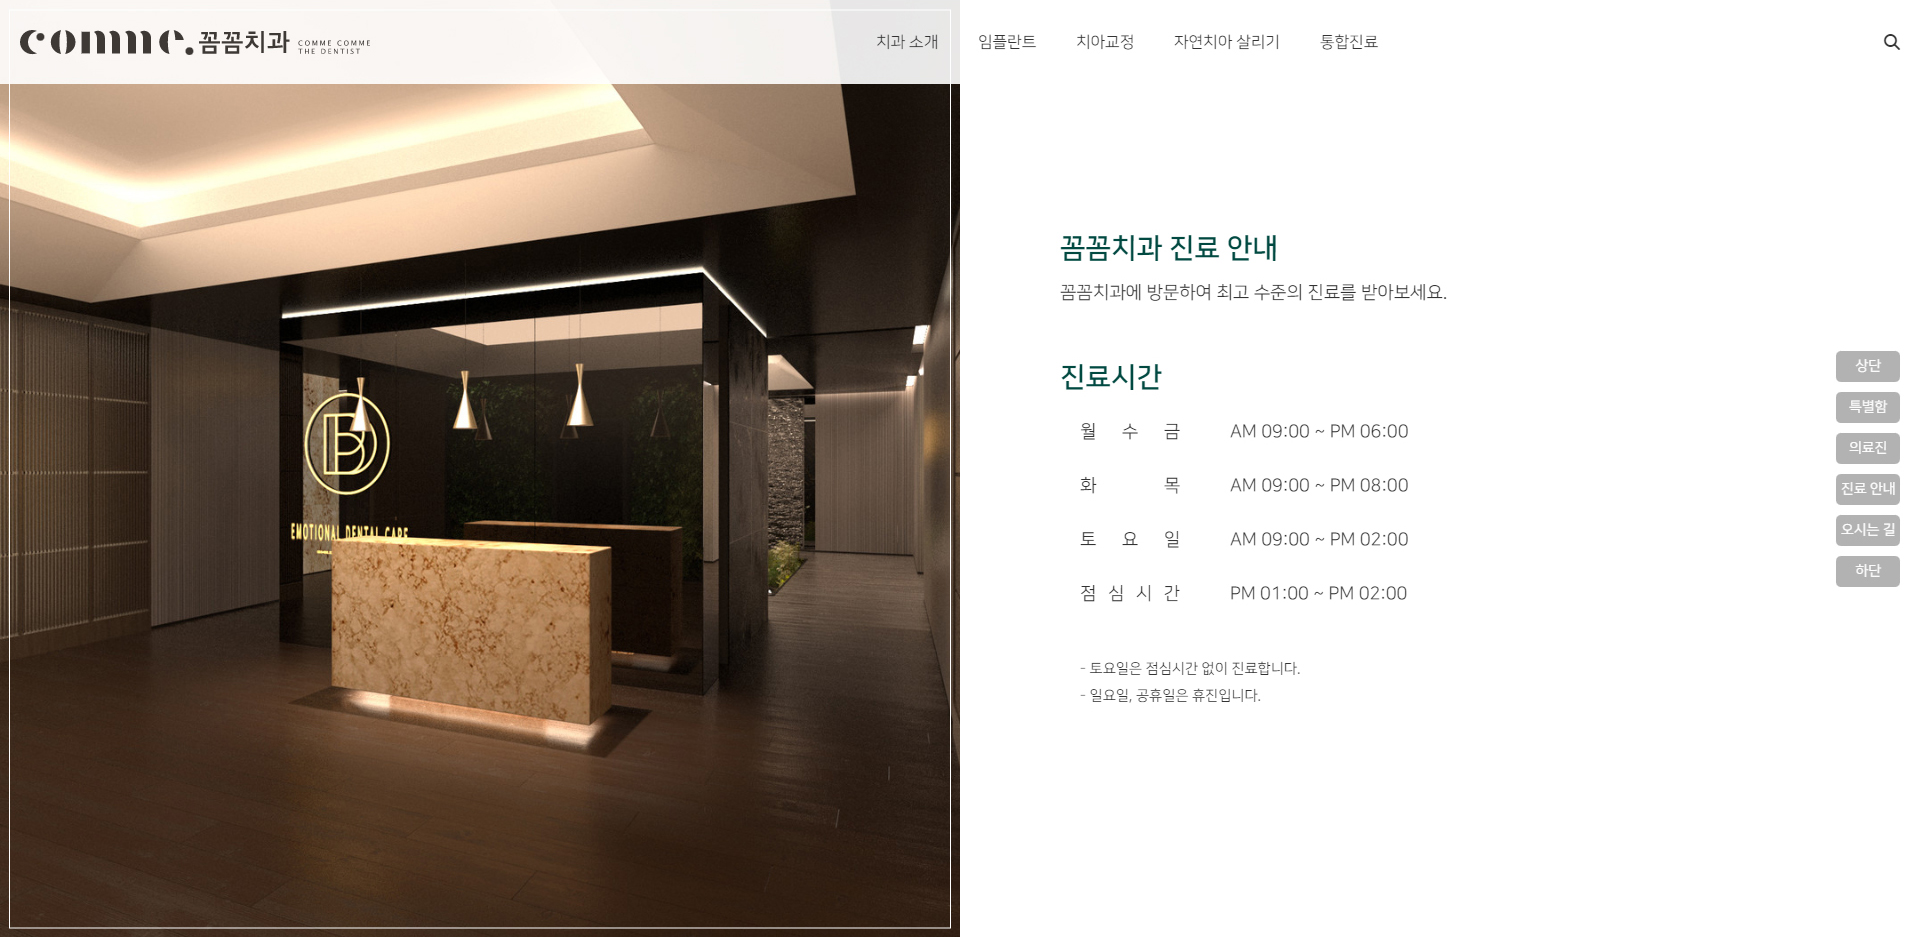 comme. 꼼꼼치과 COMME COMME
THE DENTIST
치과 소개 임플란트 치아교정 자연치아 살리기 통합진료
EMOTIONAL DENTAL CARE
꼼꼼치과 진료 안내
꼼꼼치과에 방문하여 최고 수준의 진료를 받아보세요.
진료시간
월 수 금 AM 09:00 ~ PM 06:00
화 목 AM 09:00 ~ PM 08:00
토 요 일 AM 09:00 ~ PM 02:00
점 심 시 간 PM 01:00 ~ PM 02:00
- 토요일은 점심시간 없이 진료합니다.
- 일요일, 공휴일은 휴진입니다.
상단
특별함
의료진
진료 안내
오시는 길
하단